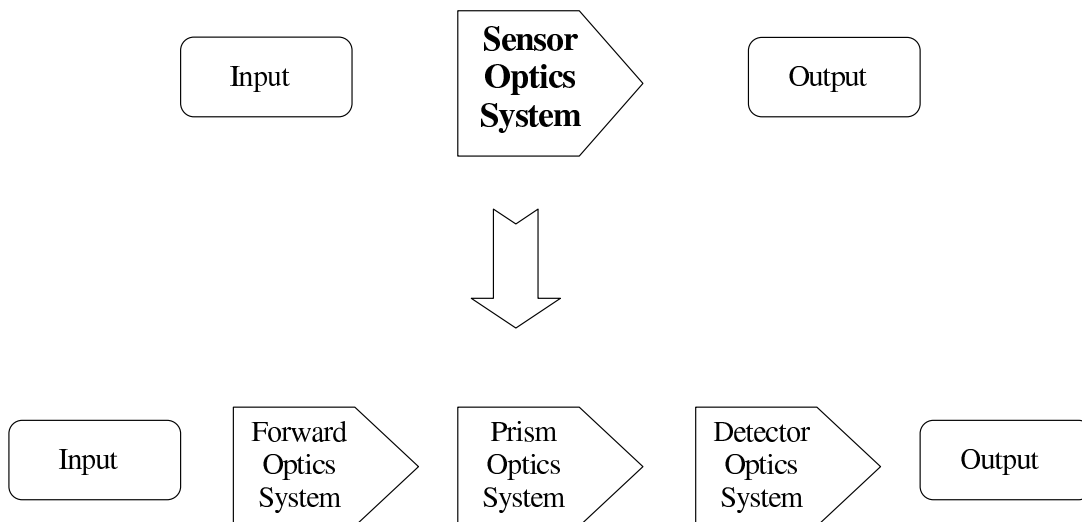 Input
Sensor
Optics
System
Output
Input
Forward
Optics
System
Prism
Optics
System
Detector
Optics
System
Output